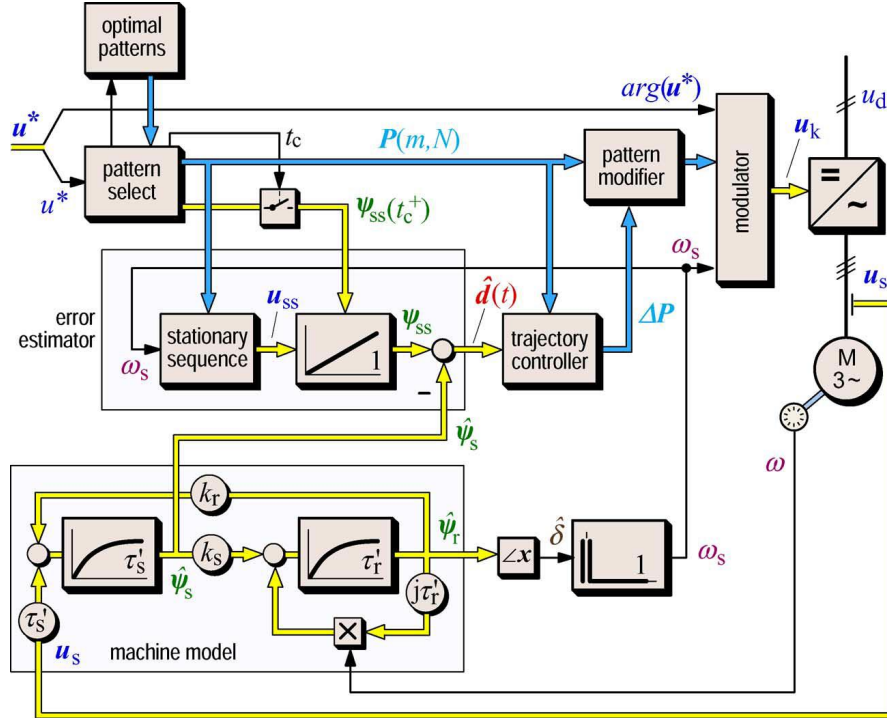 optimal
patterns
arg(u*)
u_d
u*
t_c
P(m,N)
u_k
pattern
select
pattern
modifier
modulator
=
~
u*
ψ_ss(t_c⁺)
ω_s
u_s
error
estimator
u_ss
ψ_ss
d̂(t)
ΔP
stationary
sequence
1
trajectory
controller
ω_s
−
M
3~
ψ̂_s
ω
k_r
ψ̂_r
τ_s'
k_s
τ_r'
∠x
δ̂
1
ω_s
ψ̂_s
jτ_r'
τ_s'
×
u_s
machine model